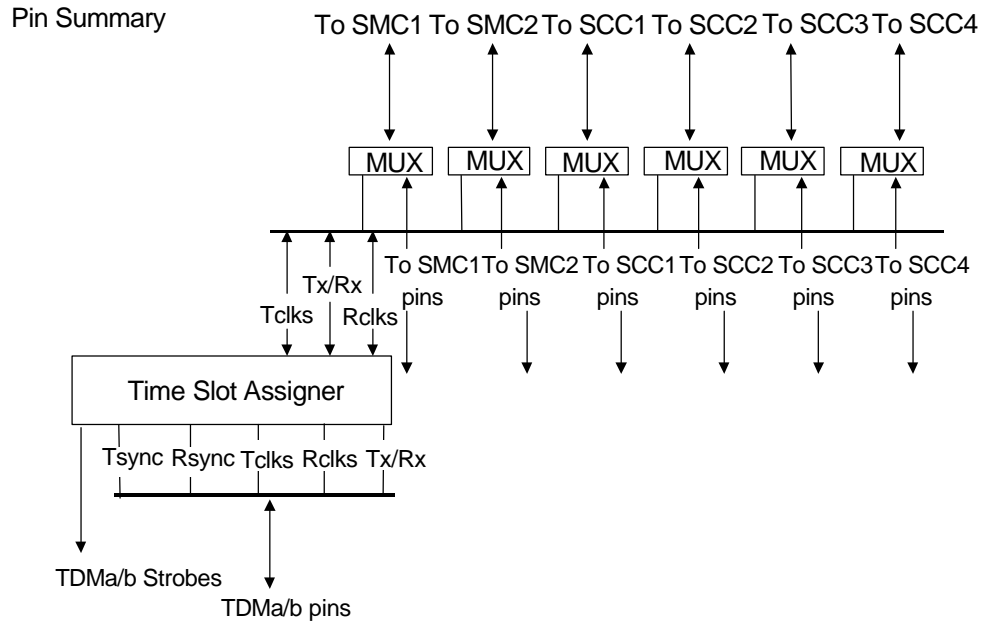 Pin Summary
To SMC1 To SMC2 To SCC1 To SCC2 To SCC3 To SCC4
MUX MUX MUX MUX MUX MUX
To SMC1 To SMC2 To SCC1 To SCC2 To SCC3 To SCC4
pins pins pins pins pins pins
Tx/Rx
Tclks Rclks
Time Slot Assigner
Tsync Rsync Tclks Rclks Tx/Rx
TDMa/b Strobes
TDMa/b pins